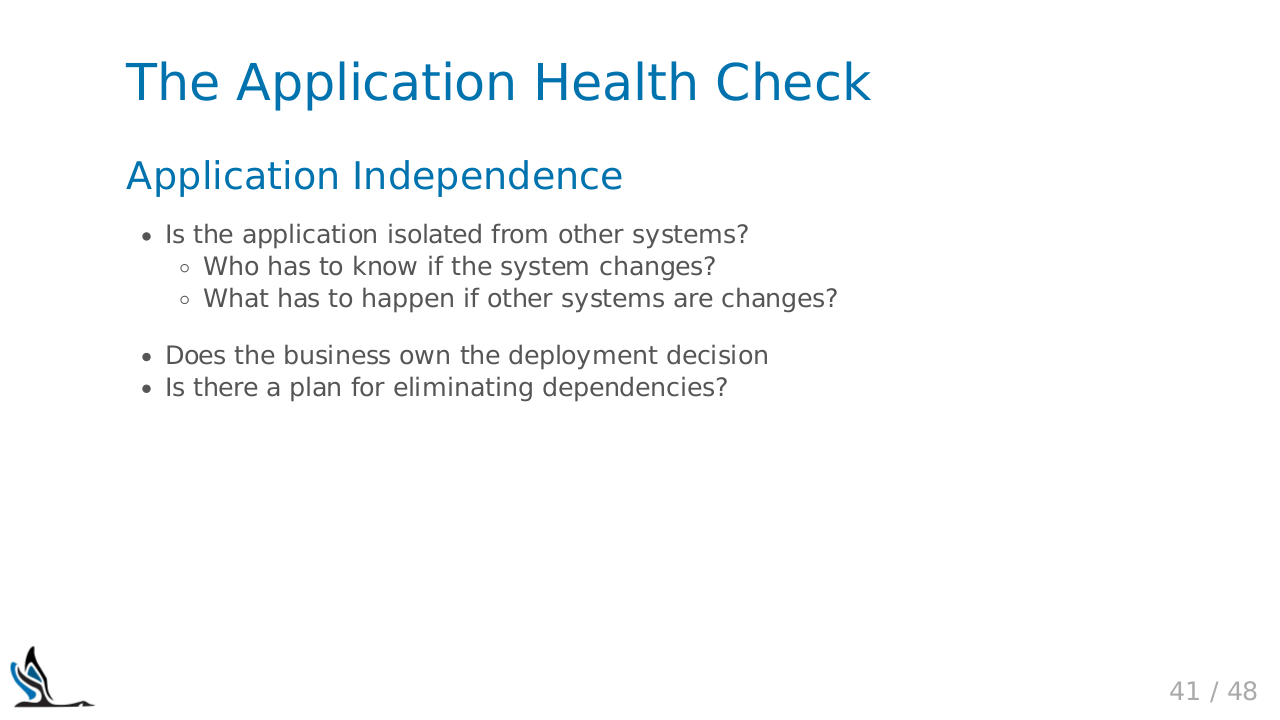 The Application Health Check
Application Independence
• Is the application isolated from other systems?
◦ Who has to know if the system changes?
◦ What has to happen if other systems are changes?
• Does the business own the deployment decision
• Is there a plan for eliminating dependencies?
41 / 48